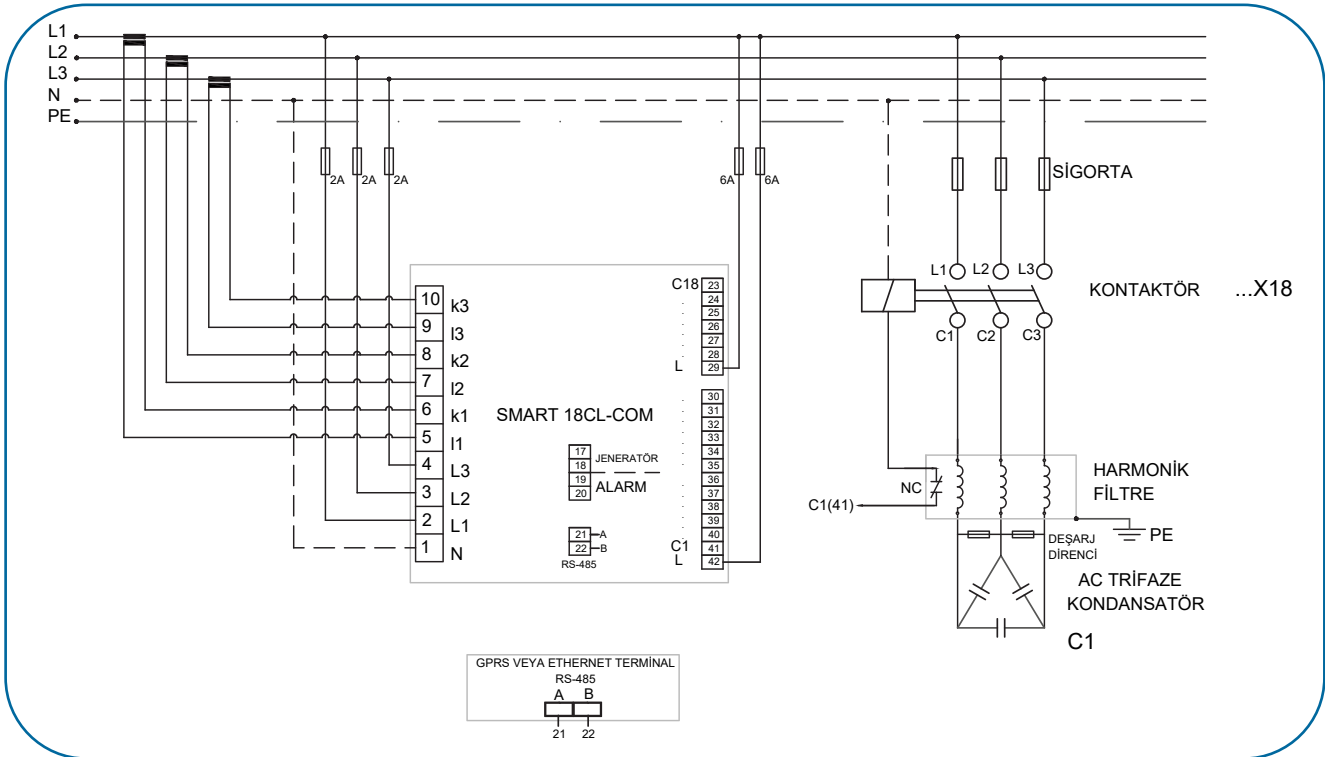 L1
L2
L3
N
PE
2A
2A
2A
6A
6A
SİGORTA
10 k3
9 l3
8 k2
7 l2
6 k1
5 l1
4 L3
3 L2
2 L1
1 N
SMART 18CL-COM
17 JENERATÖR
18
19 ALARM
20
21 A
22 B
RS-485
C18 23
24
25
26
27
28
L 29
30
31
32
33
34
35
36
37
38
39
40
C1 41
L 42
L1 L2 L3
KONTAKTÖR ...X18
C1 C2 C3
NC
C1(41)
HARMONİK
FİLTRE
PE
DEŞARJ
DİRENCİ
AC TRİFAZE
KONDANSATÖR
C1
GPRS VEYA ETHERNET TERMİNAL
RS-485
A B
21 22